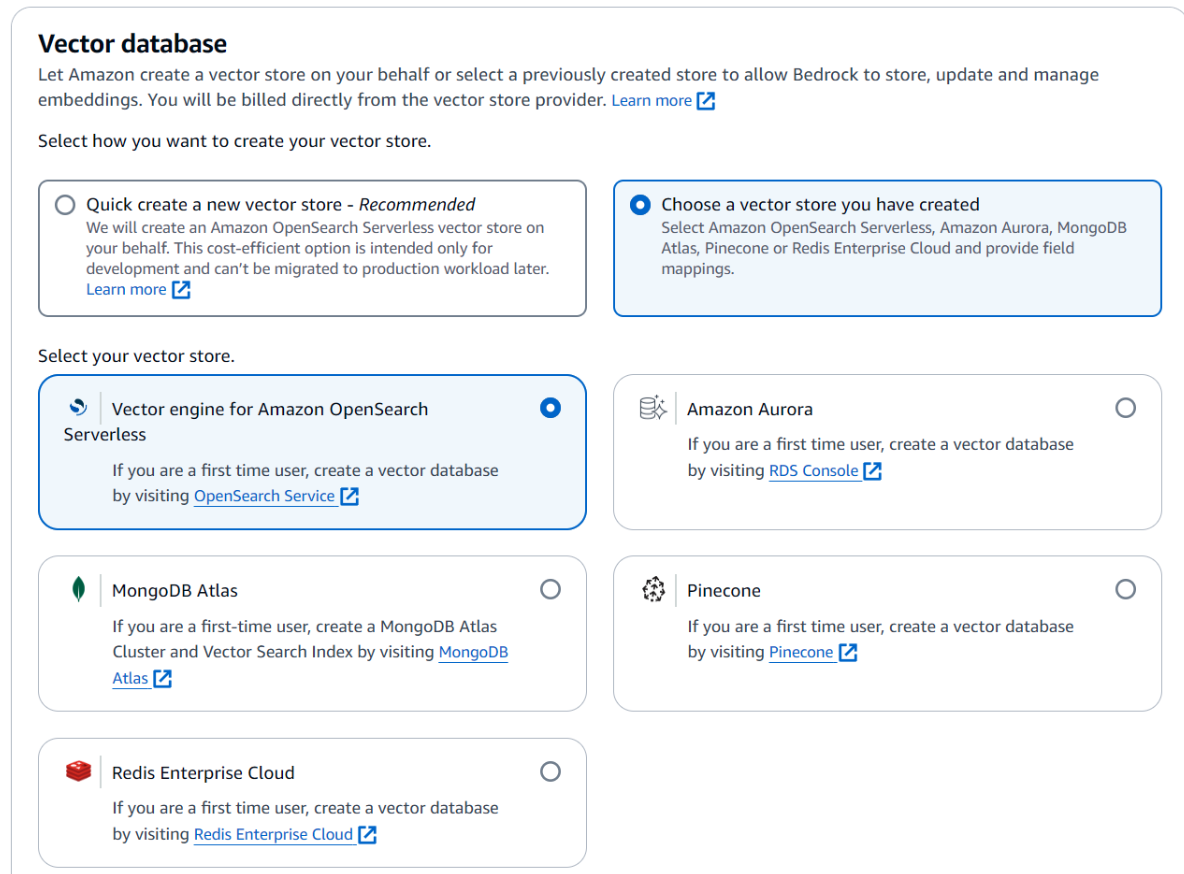 Vector database
Let Amazon create a vector store on your behalf or select a previously created store to allow Bedrock to store, update and manage
embeddings. You will be billed directly from the vector store provider. Learn more
Select how you want to create your vector store.
Quick create a new vector store - Recommended
We will create an Amazon OpenSearch Serverless vector store on
your behalf. This cost-efficient option is intended only for
development and can't be migrated to production workload later.
Learn more
Choose a vector store you have created
Select Amazon OpenSearch Serverless, Amazon Aurora, MongoDB
Atlas, Pinecone or Redis Enterprise Cloud and provide field
mappings.
Select your vector store.
Vector engine for Amazon OpenSearch
Serverless
If you are a first time user, create a vector database
by visiting OpenSearch Service
Amazon Aurora
If you are a first time user, create a vector database
by visiting RDS Console
MongoDB Atlas
If you are a first-time user, create a MongoDB Atlas
Cluster and Vector Search Index by visiting MongoDB
Atlas
Pinecone
If you are a first time user, create a vector database
by visiting Pinecone
Redis Enterprise Cloud
If you are a first time user, create a vector database
by visiting Redis Enterprise Cloud